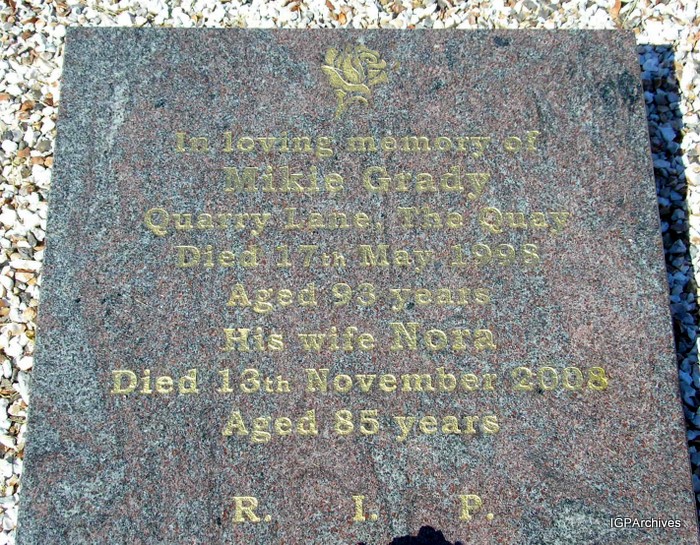 In loving memory of
Mikie Grady
Quarry Lane, The Quay
Died 17th May 1998
Aged 93 years
His wife Nora
Died 13th November 2008
Aged 85 years
R. I. P.
IGPArchives